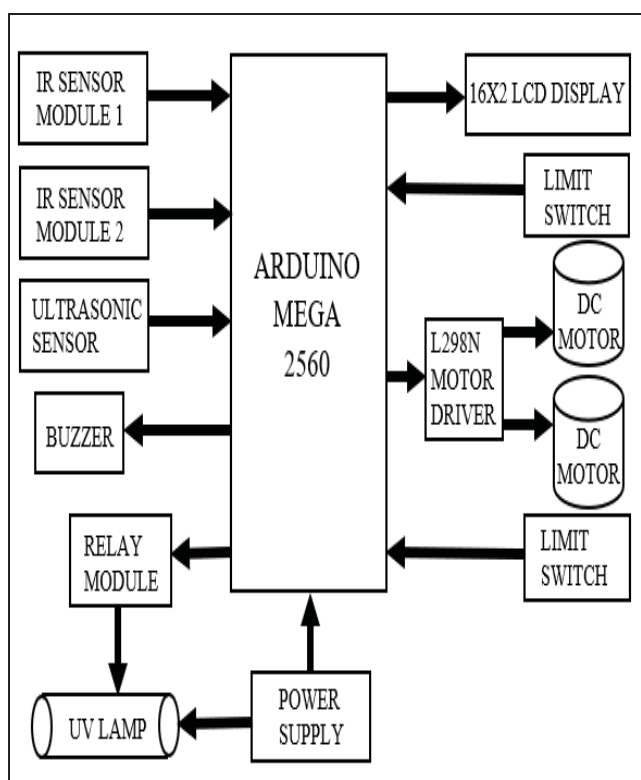 IR SENSOR
MODULE 1
IR SENSOR
MODULE 2
ULTRASONIC
SENSOR
BUZZER
RELAY
MODULE
UV LAMP
ARDUINO
MEGA
2560
POWER
SUPPLY
16X2 LCD DISPLAY
LIMIT
SWITCH
L298N
MOTOR
DRIVER
DC
MOTOR
DC
MOTOR
LIMIT
SWITCH